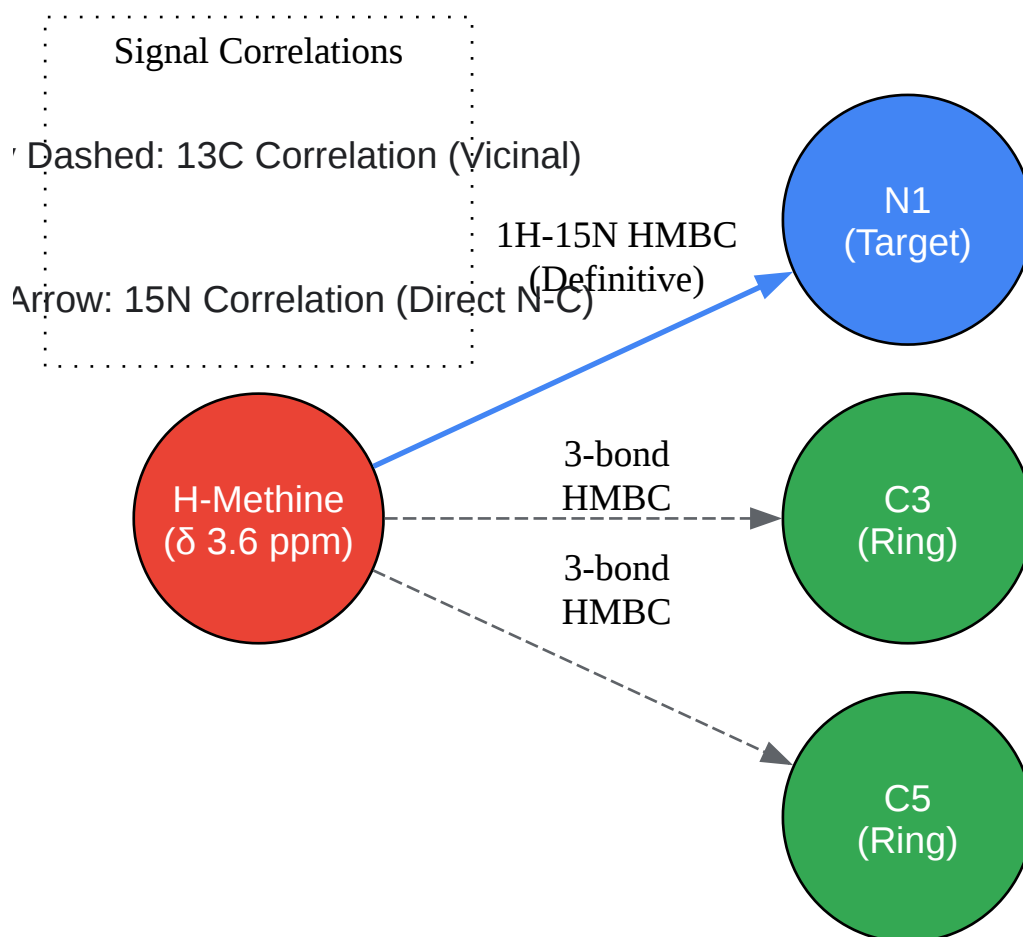 Signal Correlations
Dashed: 13C Correlation (Vicinal)
1H-15N HMBC
(Definitive)
Arrow: 15N Correlation (Direct N-C)
N1
(Target)
H-Methine
(δ 3.6 ppm)
3-bond
HMBC
3-bond
HMBC
C3
(Ring)
C5
(Ring)